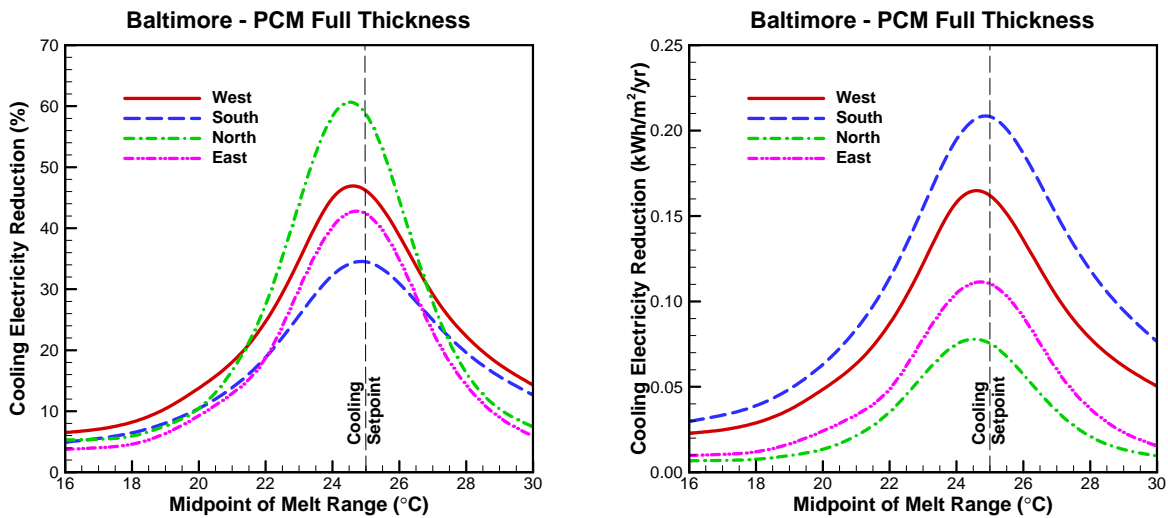 Baltimore - PCM Full Thickness
Cooling Electricity Reduction (%)
70
60
50
40
30
20
10
0
West
South
North
East
Cooling
Setpoint
16 18 20 22 24 26 28 30
Midpoint of Melt Range (°C)
Baltimore - PCM Full Thickness
Cooling Electricity Reduction (kWh/m²/yr)
0.25
0.20
0.15
0.10
0.05
0.00
West
South
North
East
Cooling
Setpoint
16 18 20 22 24 26 28 30
Midpoint of Melt Range (°C)